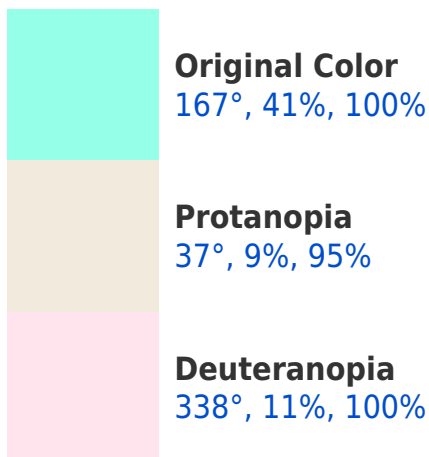 Original Color
167°, 41%, 100%
Protanopia
37°, 9%, 95%
Deuteranopia
338°, 11%, 100%